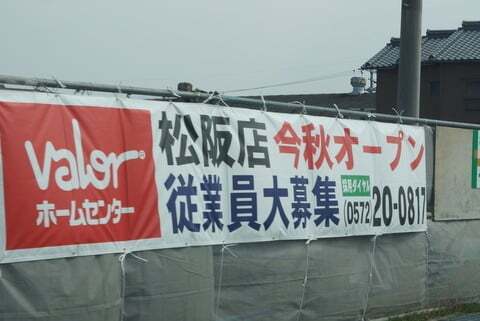 Valor
ホームセンター
松阪店 今秋オープン
従業員大募集
採用ダイヤル
(0572)
20-0817